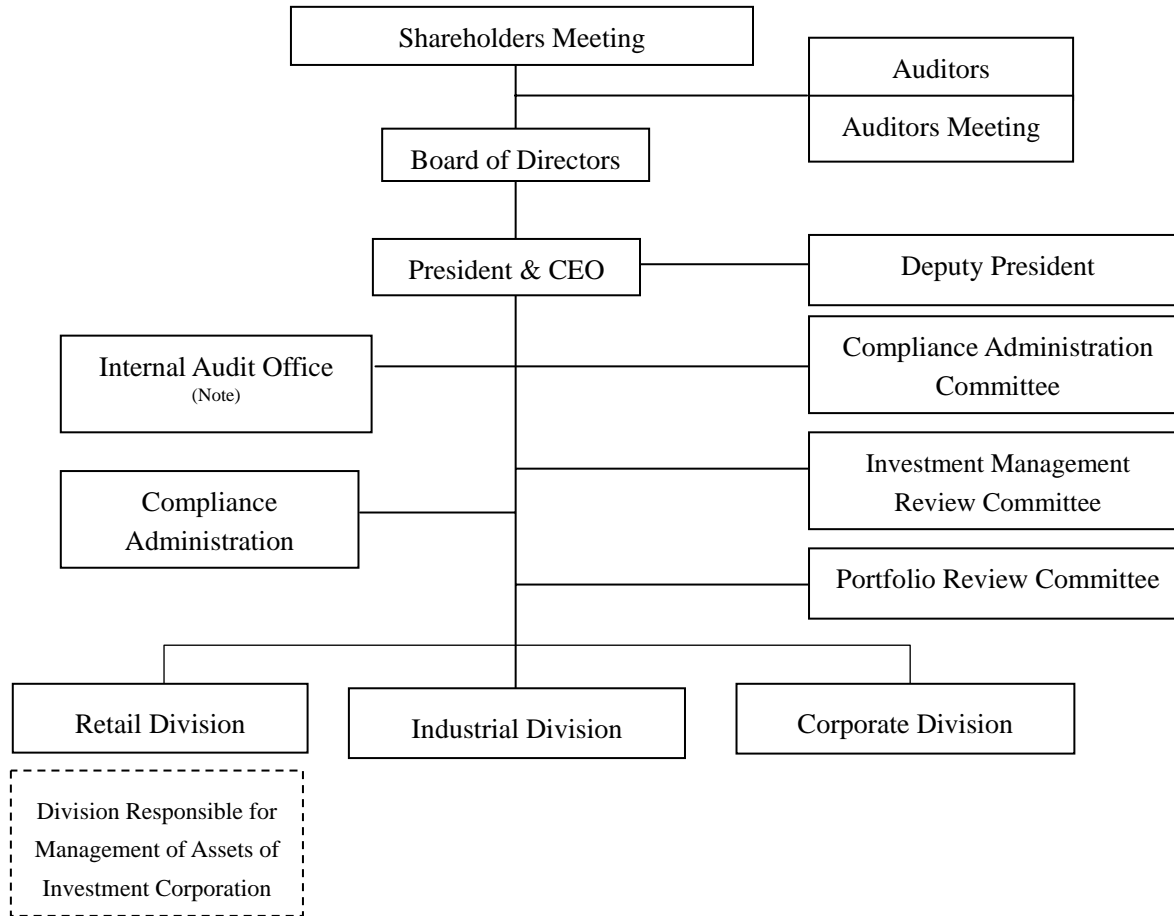 Shareholders Meeting
Auditors
Auditors Meeting
Board of Directors
President & CEO
Deputy President
Internal Audit Office
(Note)
Compliance Administration
Committee
Compliance
Administration
Investment Management
Review Committee
Portfolio Review Committee
Retail Division
Industrial Division
Corporate Division
Division Responsible for
Management of Assets of
Investment Corporation